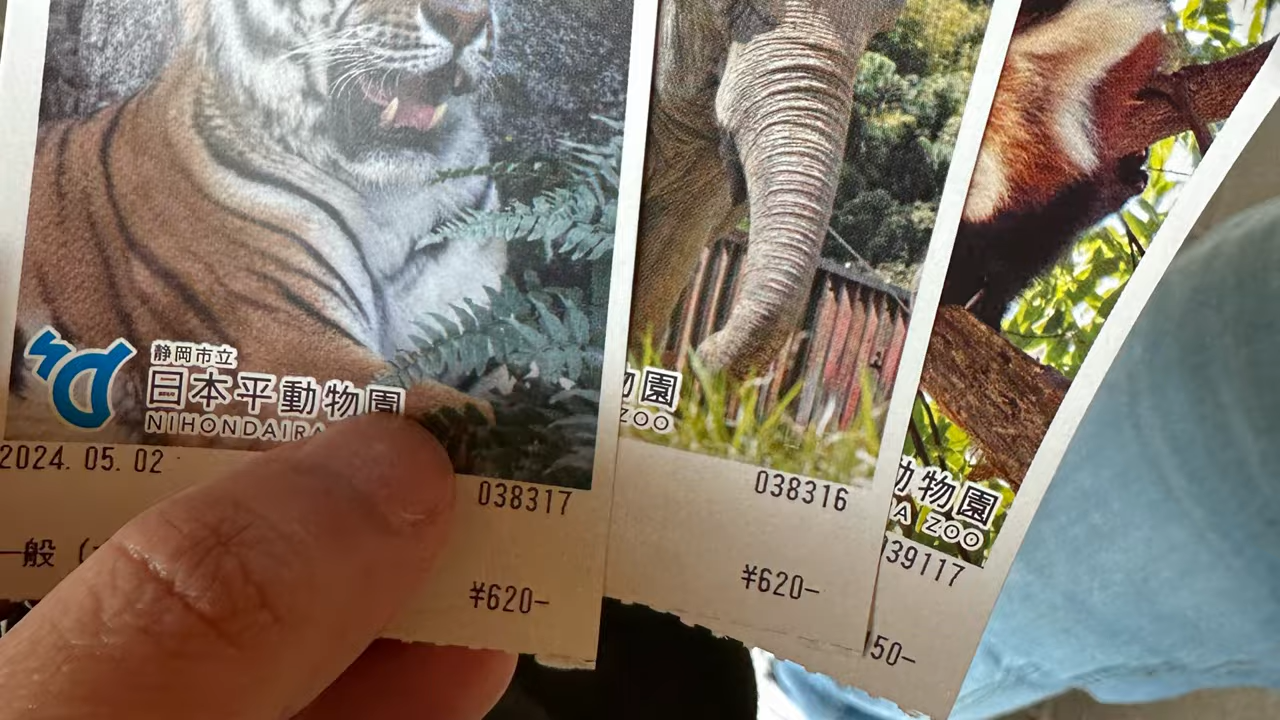 静岡市立
日本平動物園
NIHONDAIRA
2024.05.02
038317
一般 (
¥620-
物園
ZOO
038316
¥620-
動物園
A ZOO
39117
50-